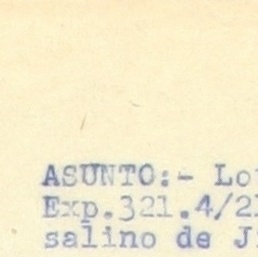 ASUNTO:- Lo
Exp.321.4/2
salino de J